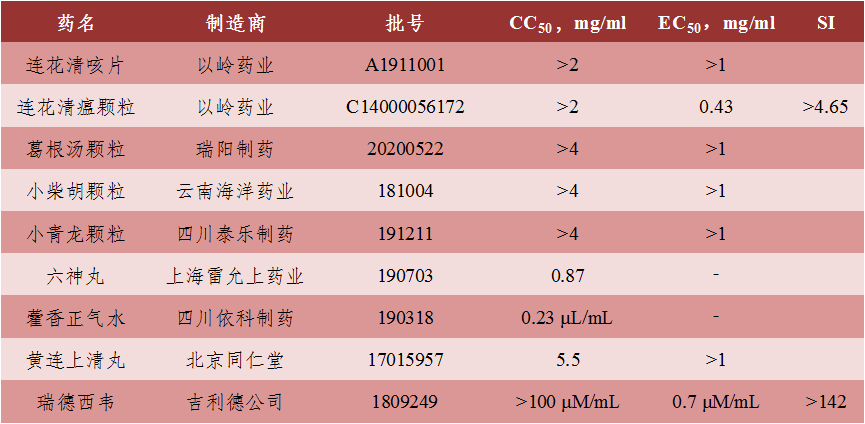 药名 制造商 批号 CC50，mg/ml EC50，mg/ml SI
连花清咳片 以岭药业 A1911001 >2 >1
连花清瘟颗粒 以岭药业 C14000056172 >2 0.43 >4.65
葛根汤颗粒 瑞阳制药 20200522 >4 >1
小柴胡颗粒 云南海洋药业 181004 >4 >1
小青龙颗粒 四川泰乐制药 191211 >4 >1
六神丸 上海雷允上药业 190703 0.87 -
藿香正气水 四川依科制药 190318 0.23 μL/mL -
黄连上清丸 北京同仁堂 17015957 5.5 >1
瑞德西韦 吉利德公司 1809249 >100 μM/mL 0.7 μM/mL >142